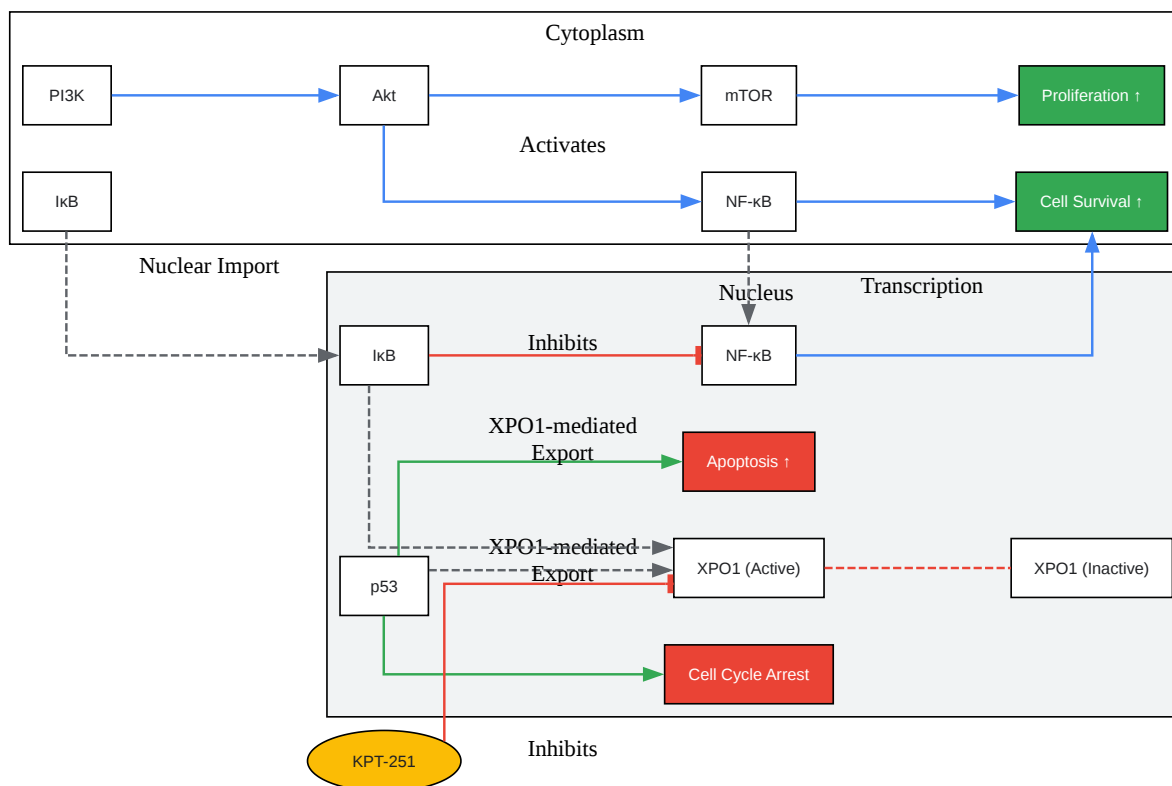 Cytoplasm
PI3K
Akt
mTOR
Proliferation ↑
Activates
IκB
NF-κB
Cell Survival ↑
Nuclear Import
Nucleus
Transcription
IκB
Inhibits
NF-κB
XPO1-mediated
Export
Apoptosis ↑
XPO1-mediated
Export
p53
XPO1 (Active)
XPO1 (Inactive)
Cell Cycle Arrest
KPT-251
Inhibits